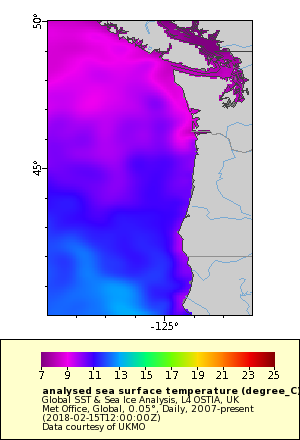 50°
45°
-125°
7 9 11 13 15 17 19 21 23 25
analysed sea surface temperature (degree_C)
Global SST & Sea Ice Analysis, L4 OSTIA, UK
Met Office, Global, 0.05°, Daily, 2007-present
(2018-02-15T12:00:00Z)
Data courtesy of UKMO